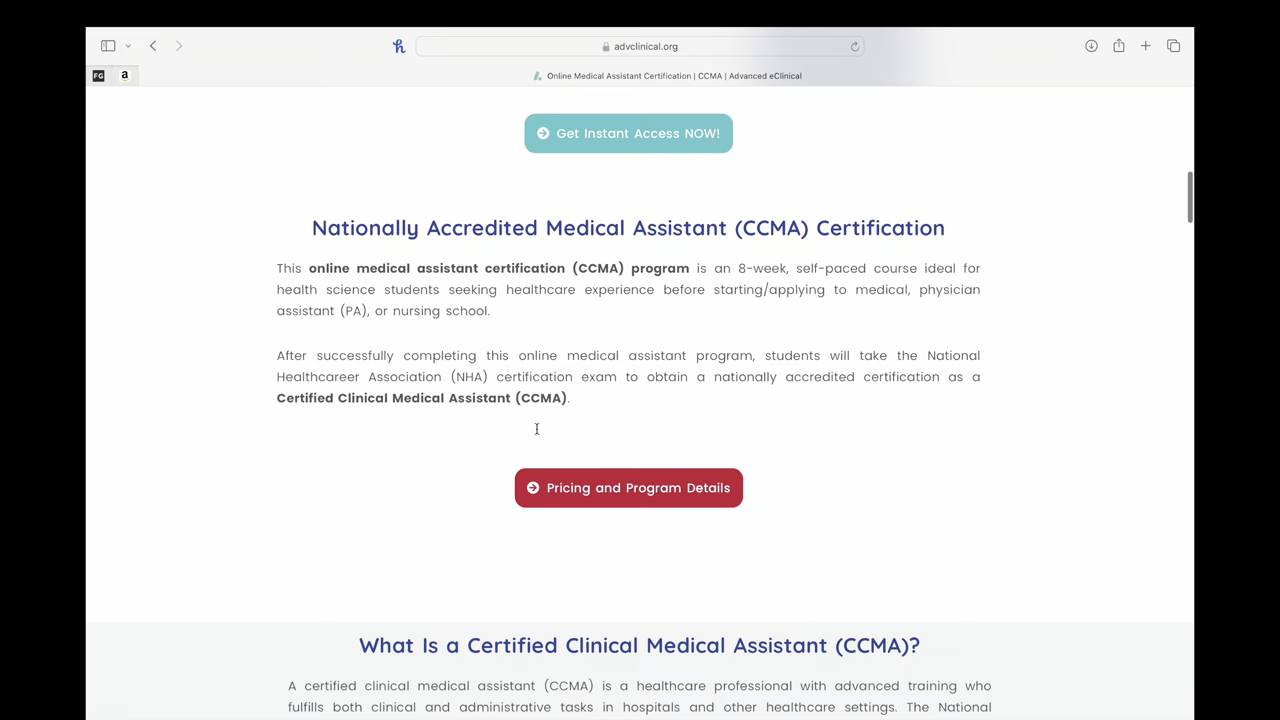 advclinical.org
FG
a
Online Medical Assistant Certification | CCMA | Advanced eClinical
Get Instant Access NOW!
Nationally Accredited Medical Assistant (CCMA) Certification
This online medical assistant certification (CCMA) program is an 8-week, self-paced course ideal for
health science students seeking healthcare experience before starting/applying to medical, physician
assistant (PA), or nursing school.
After successfully completing this online medical assistant program, students will take the National
Healthcareer Association (NHA) certification exam to obtain a nationally accredited certification as a
Certified Clinical Medical Assistant (CCMA).
Pricing and Program Details
What Is a Certified Clinical Medical Assistant (CCMA)?
A certified clinical medical assistant (CCMA) is a healthcare professional with advanced training who
fulfills both clinical and administrative tasks in hospitals and other healthcare settings. The National